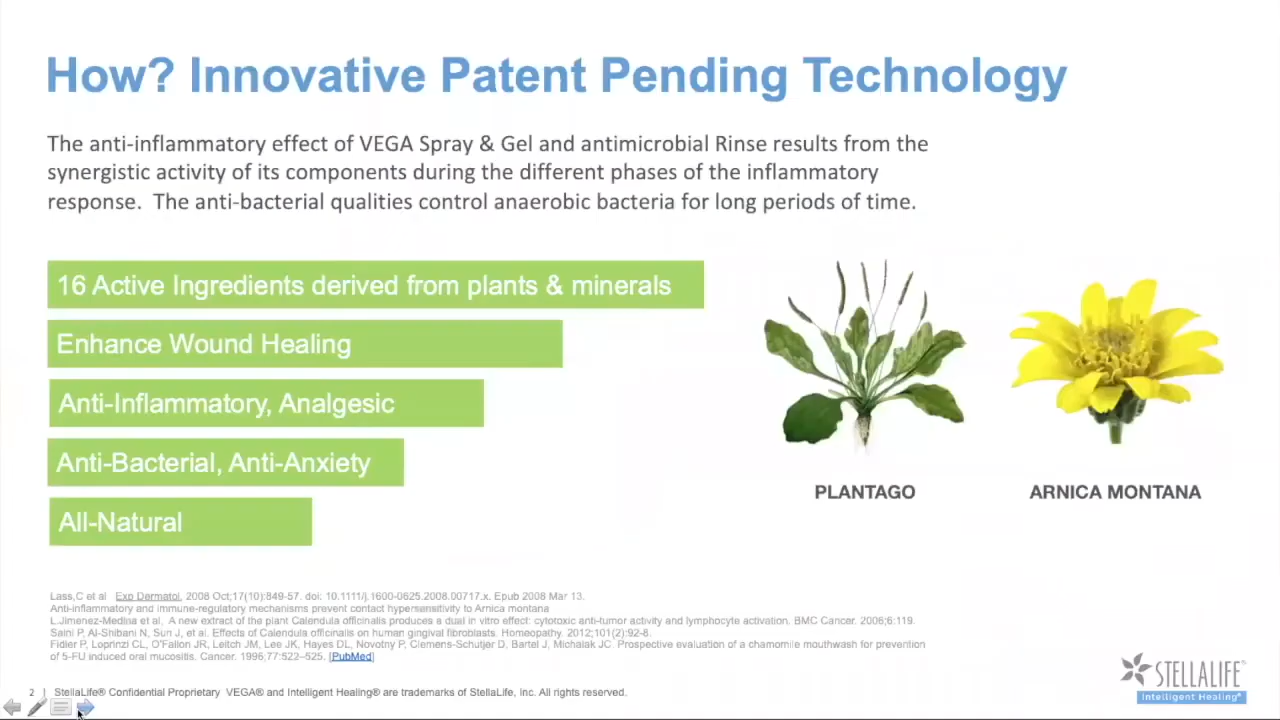 How? Innovative Patent Pending Technology
The anti-inflammatory effect of VEGA Spray & Gel and antimicrobial Rinse results from the
synergistic activity of its components during the different phases of the inflammatory
response.  The anti-bacterial qualities control anaerobic bacteria for long periods of time.
16 Active Ingredients derived from plants & minerals
Enhance Wound Healing
Anti-Inflammatory, Analgesic
Anti-Bacterial, Anti-Anxiety
All-Natural
PLANTAGO
ARNICA MONTANA
Lass,C et al  Exp Dermatol, 2008 Oct;17(10):849-57. doi: 10.1111/j.1600-0625.2008.00717.x. Epub 2008 Mar 13.
Anti-inflammatory and immune-regulatory mechanisms prevent contact hypersensitivity to Arnica montana
L.Jimenez-Medina et al.  A new extract of the plant Calendula officinalis produces a dual in vitro effect: cytotoxic anti-tumor activity and lymphocyte activation. BMC Cancer. 2006;6:119.
Saini P, Al-Shibani N, Sun J, et al. Effects of Calendula officinalis on human gingival fibroblasts. Homeopathy. 2012;101(2):92-8.
Fidler P, Loprinzi CL, O'Fallon JR, Leitch JM, Lee JK, Hayes DL, Novotny P, Clemens-Schutjer D, Bartel J, Michalak JC. Prospective evaluation of a chamomile mouthwash for prevention
of 5-FU induced oral mucositis. Cancer. 1996;77:522–525. [PubMed]
2 | StellaLife® Confidential Proprietary  VEGA® and Intelligent Healing® are trademarks of StellaLife, Inc. All rights reserved.
STELLALIFE®
Intelligent Healing®